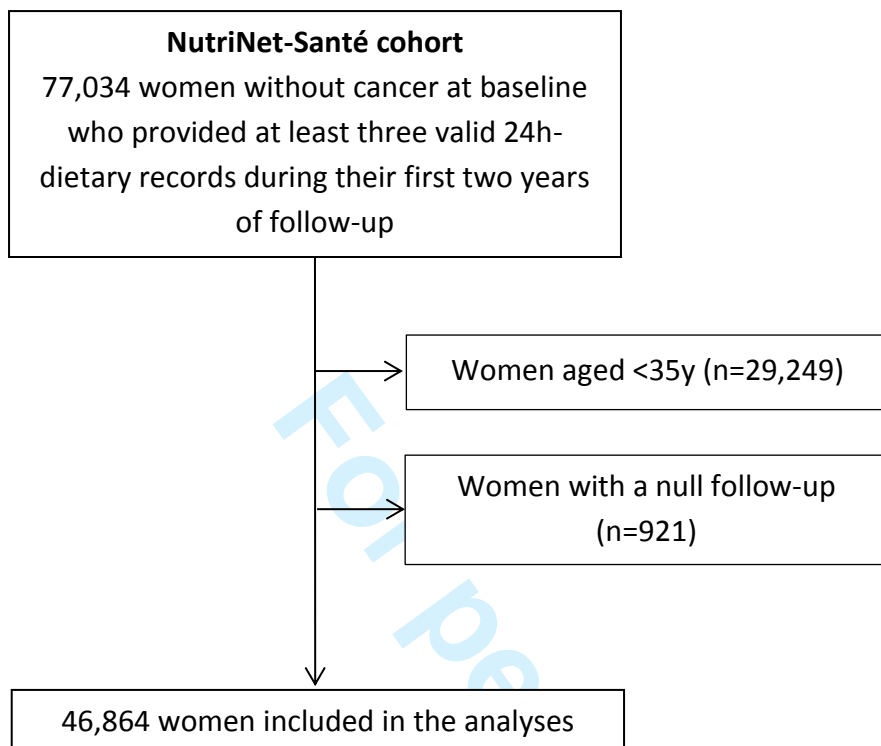 NutriNet-Santé cohort
77,034 women without cancer at baseline
who provided at least three valid 24h-
dietary records during their first two years
of follow-up
Women aged <35y (n=29,249)
Women with a null follow-up
(n=921)
For pe
46,864 women included in the analyses